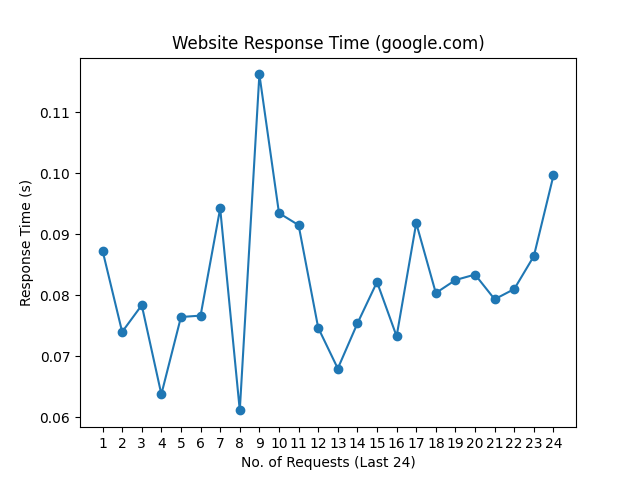 Website Response Time (google.com)
Response Time (s)
0.11
0.10
0.09
0.08
0.07
0.06
1 2 3 4 5 6 7 8 9 10 11 12 13 14 15 16 17 18 19 20 21 22 23 24
No. of Requests (Last 24)